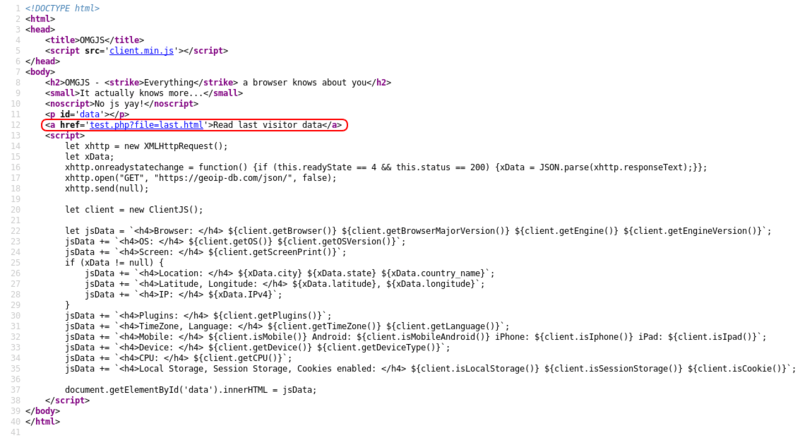 1 <!DOCTYPE html>
2 <html>
3 <head>
4     <title>OMGJS</title>
5     <script src='client.min.js'></script>
6 </head>
7 <body>
8     <h2>OMGJS - <strike>Everything</strike> a browser knows about you</h2>
9     <small>It actually knows more...</small>
10     <noscript>No js yay!</noscript>
11     <p id='data'></p>
12     <a href='test.php?file=last.html'>Read last visitor data</a>
13     <script>
14         let xhttp = new XMLHttpRequest();
15         let xData;
16         xhttp.onreadystatechange = function() {if (this.readyState == 4 && this.status == 200) {xData = JSON.parse(xhttp.responseText);}};
17         xhttp.open("GET", "https://geoip-db.com/json/", false);
18         xhttp.send(null);
19
20         let client = new ClientJS();
21
22         let jsData = `<h4>Browser: </h4> ${client.getBrowser()} ${client.getBrowserMajorVersion()} ${client.getEngine()} ${client.getEngineVersion()}`;
23         jsData += `<h4>OS: </h4> ${client.getOS()} ${client.getOSVersion()}`;
24         jsData += `<h4>Screen: </h4> ${client.getScreenPrint()}`;
25         if (xData != null) {
26             jsData += `<h4>Location: </h4> ${xData.city} ${xData.state} ${xData.country_name}`;
27             jsData += `<h4>Latitude, Longitude: </h4> ${xData.latitude}, ${xData.longitude}`;
28             jsData += `<h4>IP: </h4> ${xData.IPv4}`;
29         }
30         jsData += `<h4>Plugins: </h4> ${client.getPlugins()}`;
31         jsData += `<h4>TimeZone, Language: </h4> ${client.getTimeZone()} ${client.getLanguage()}`;
32         jsData += `<h4>Mobile: </h4> ${client.isMobile()} Android: ${client.isMobileAndroid()} iPhone: ${client.isIphone()} iPad: ${client.isIpad()}`;
33         jsData += `<h4>Device: </h4> ${client.getDevice()} ${client.getDeviceType()}`;
34         jsData += `<h4>CPU: </h4> ${client.getCPU()}`;
35         jsData += `<h4>Local Storage, Session Storage, Cookies enabled: </h4> ${client.isLocalStorage()} ${client.isSessionStorage()} ${client.isCookie()}`;
36
37         document.getElementById('data').innerHTML = jsData;
38     </script>
39 </body>
40 </html>
41